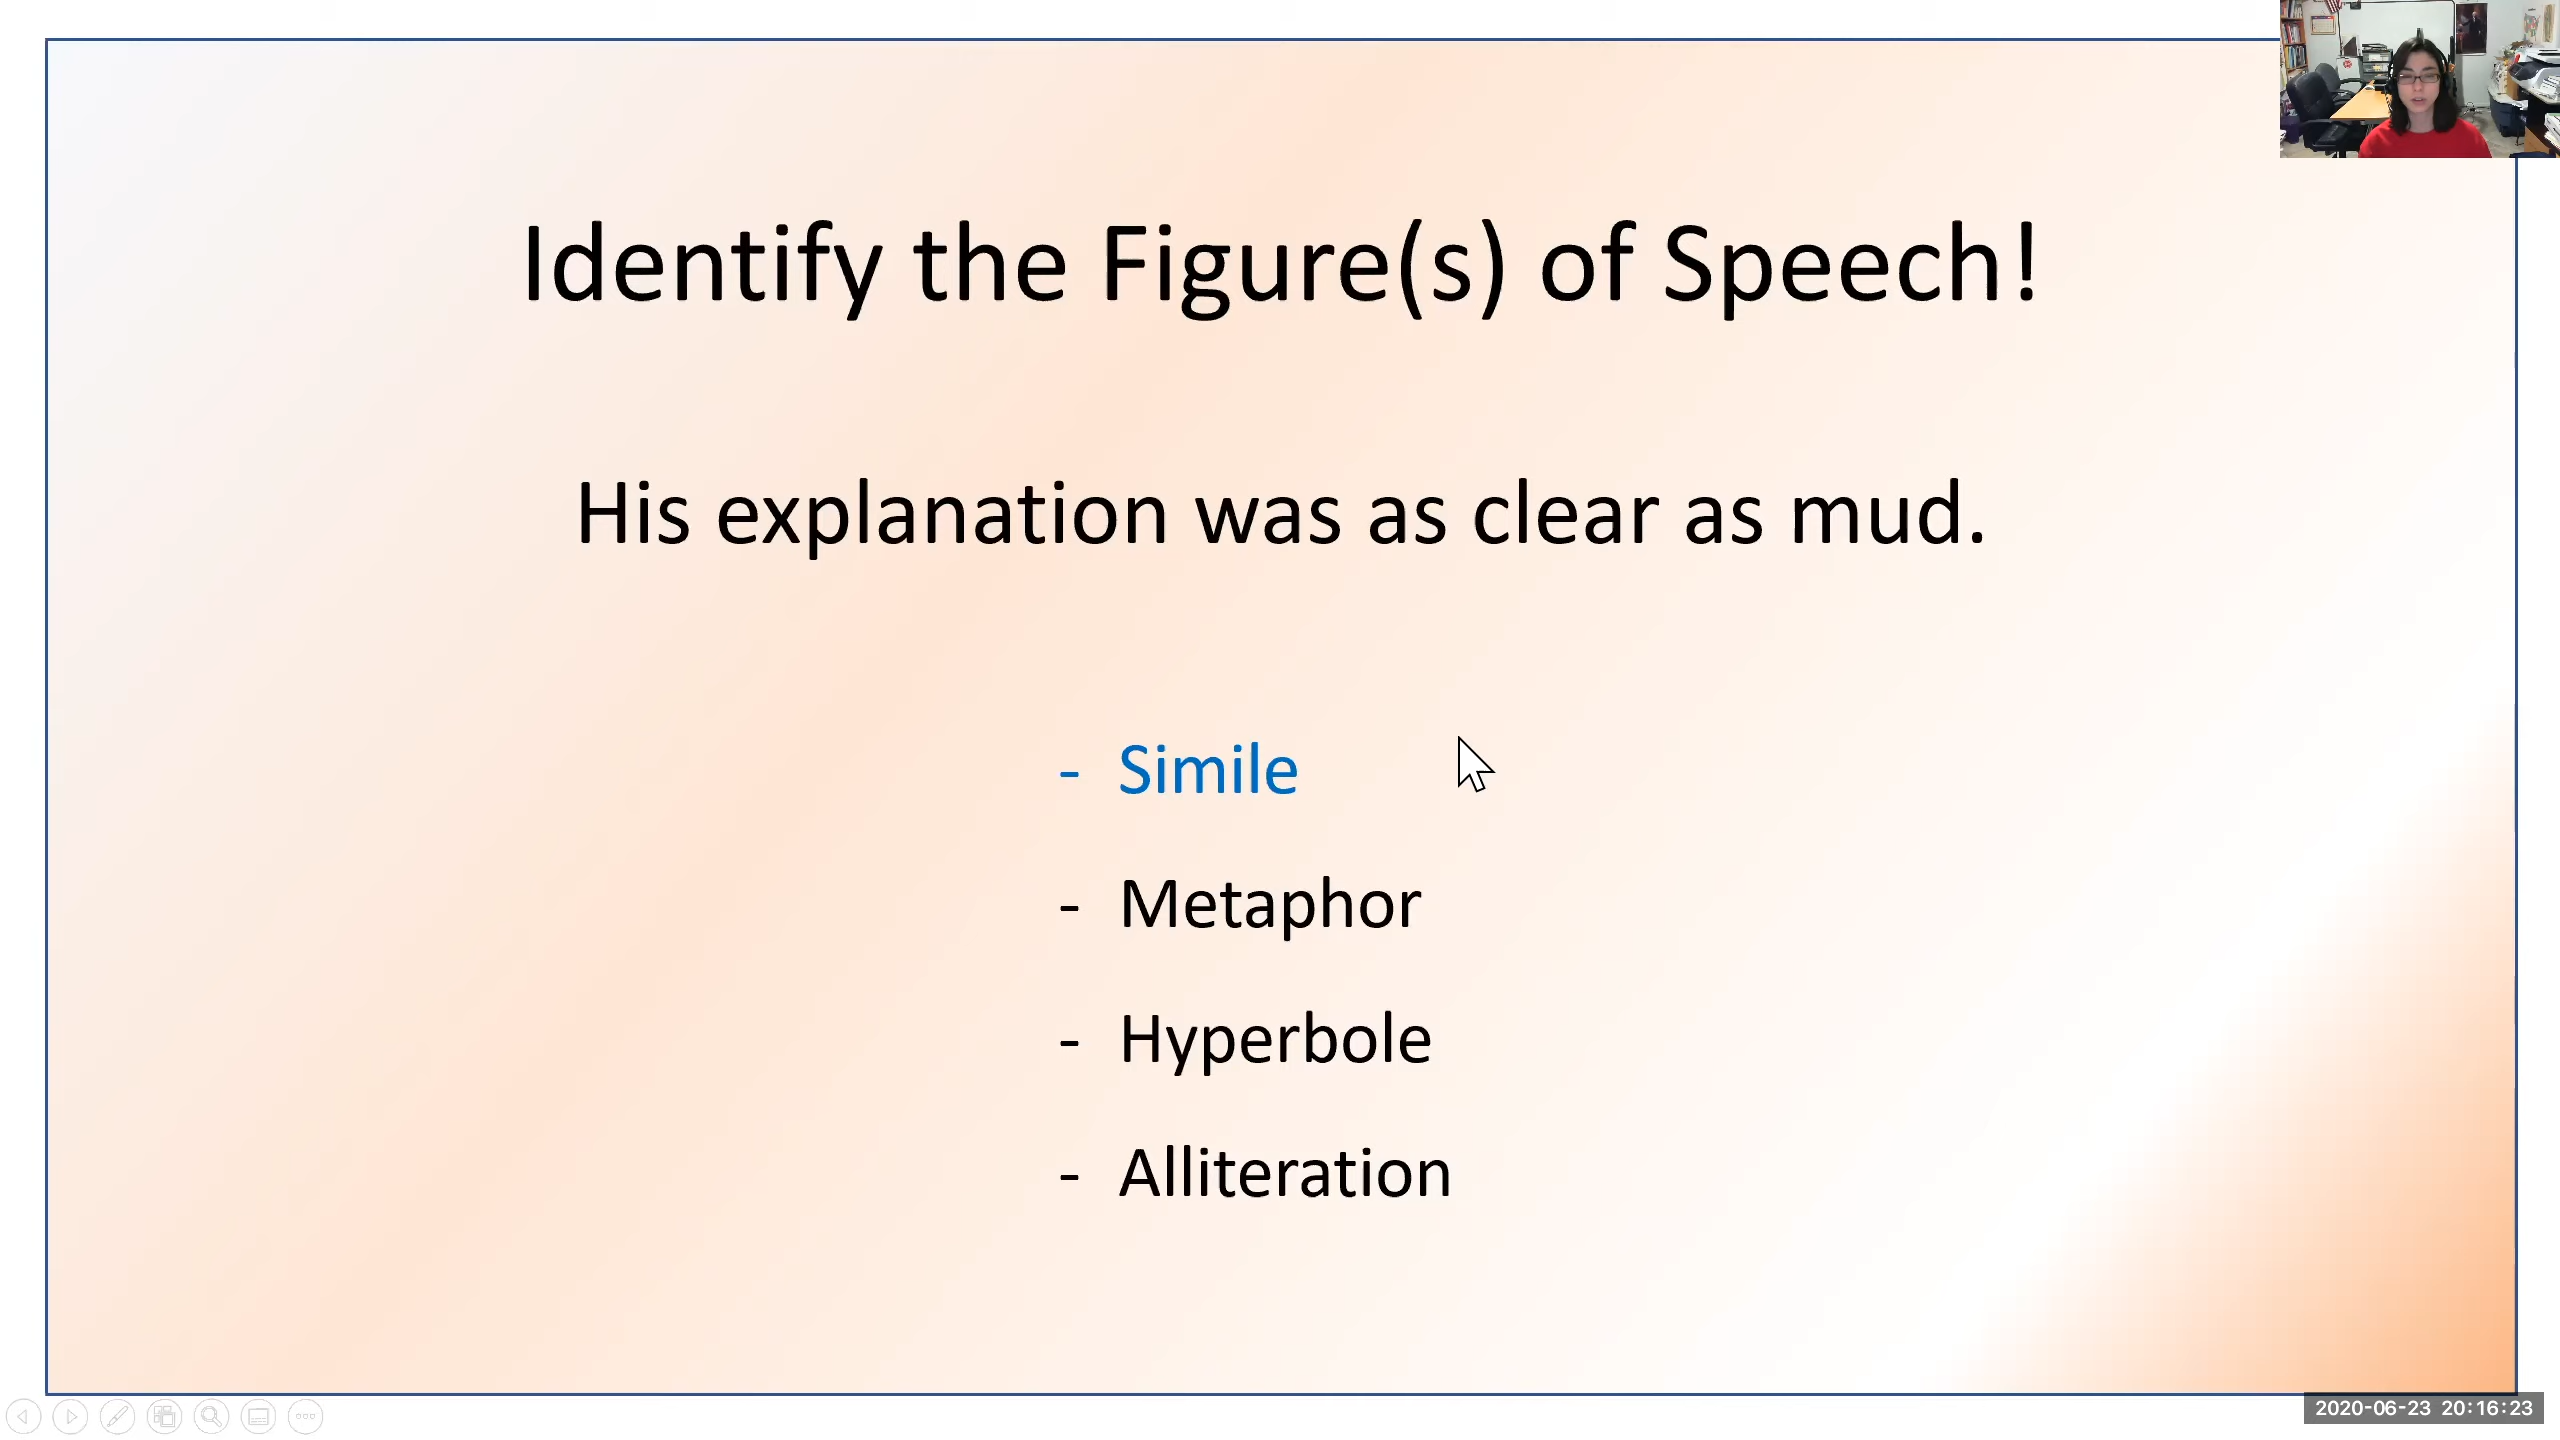 Identify the Figure(s) of Speech!
His explanation was as clear as mud.
- Simile
- Metaphor
- Hyperbole
- Alliteration
2020-06-23 20:16:23